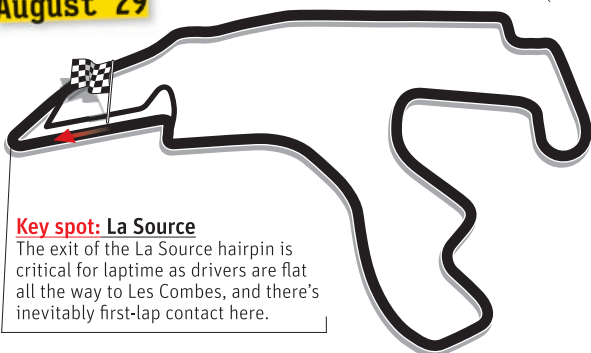 August 29
Key spot: La Source
The exit of the La Source hairpin is
critical for laptime as drivers are flat
all the way to Les Combes, and there's
inevitably first-lap contact here.